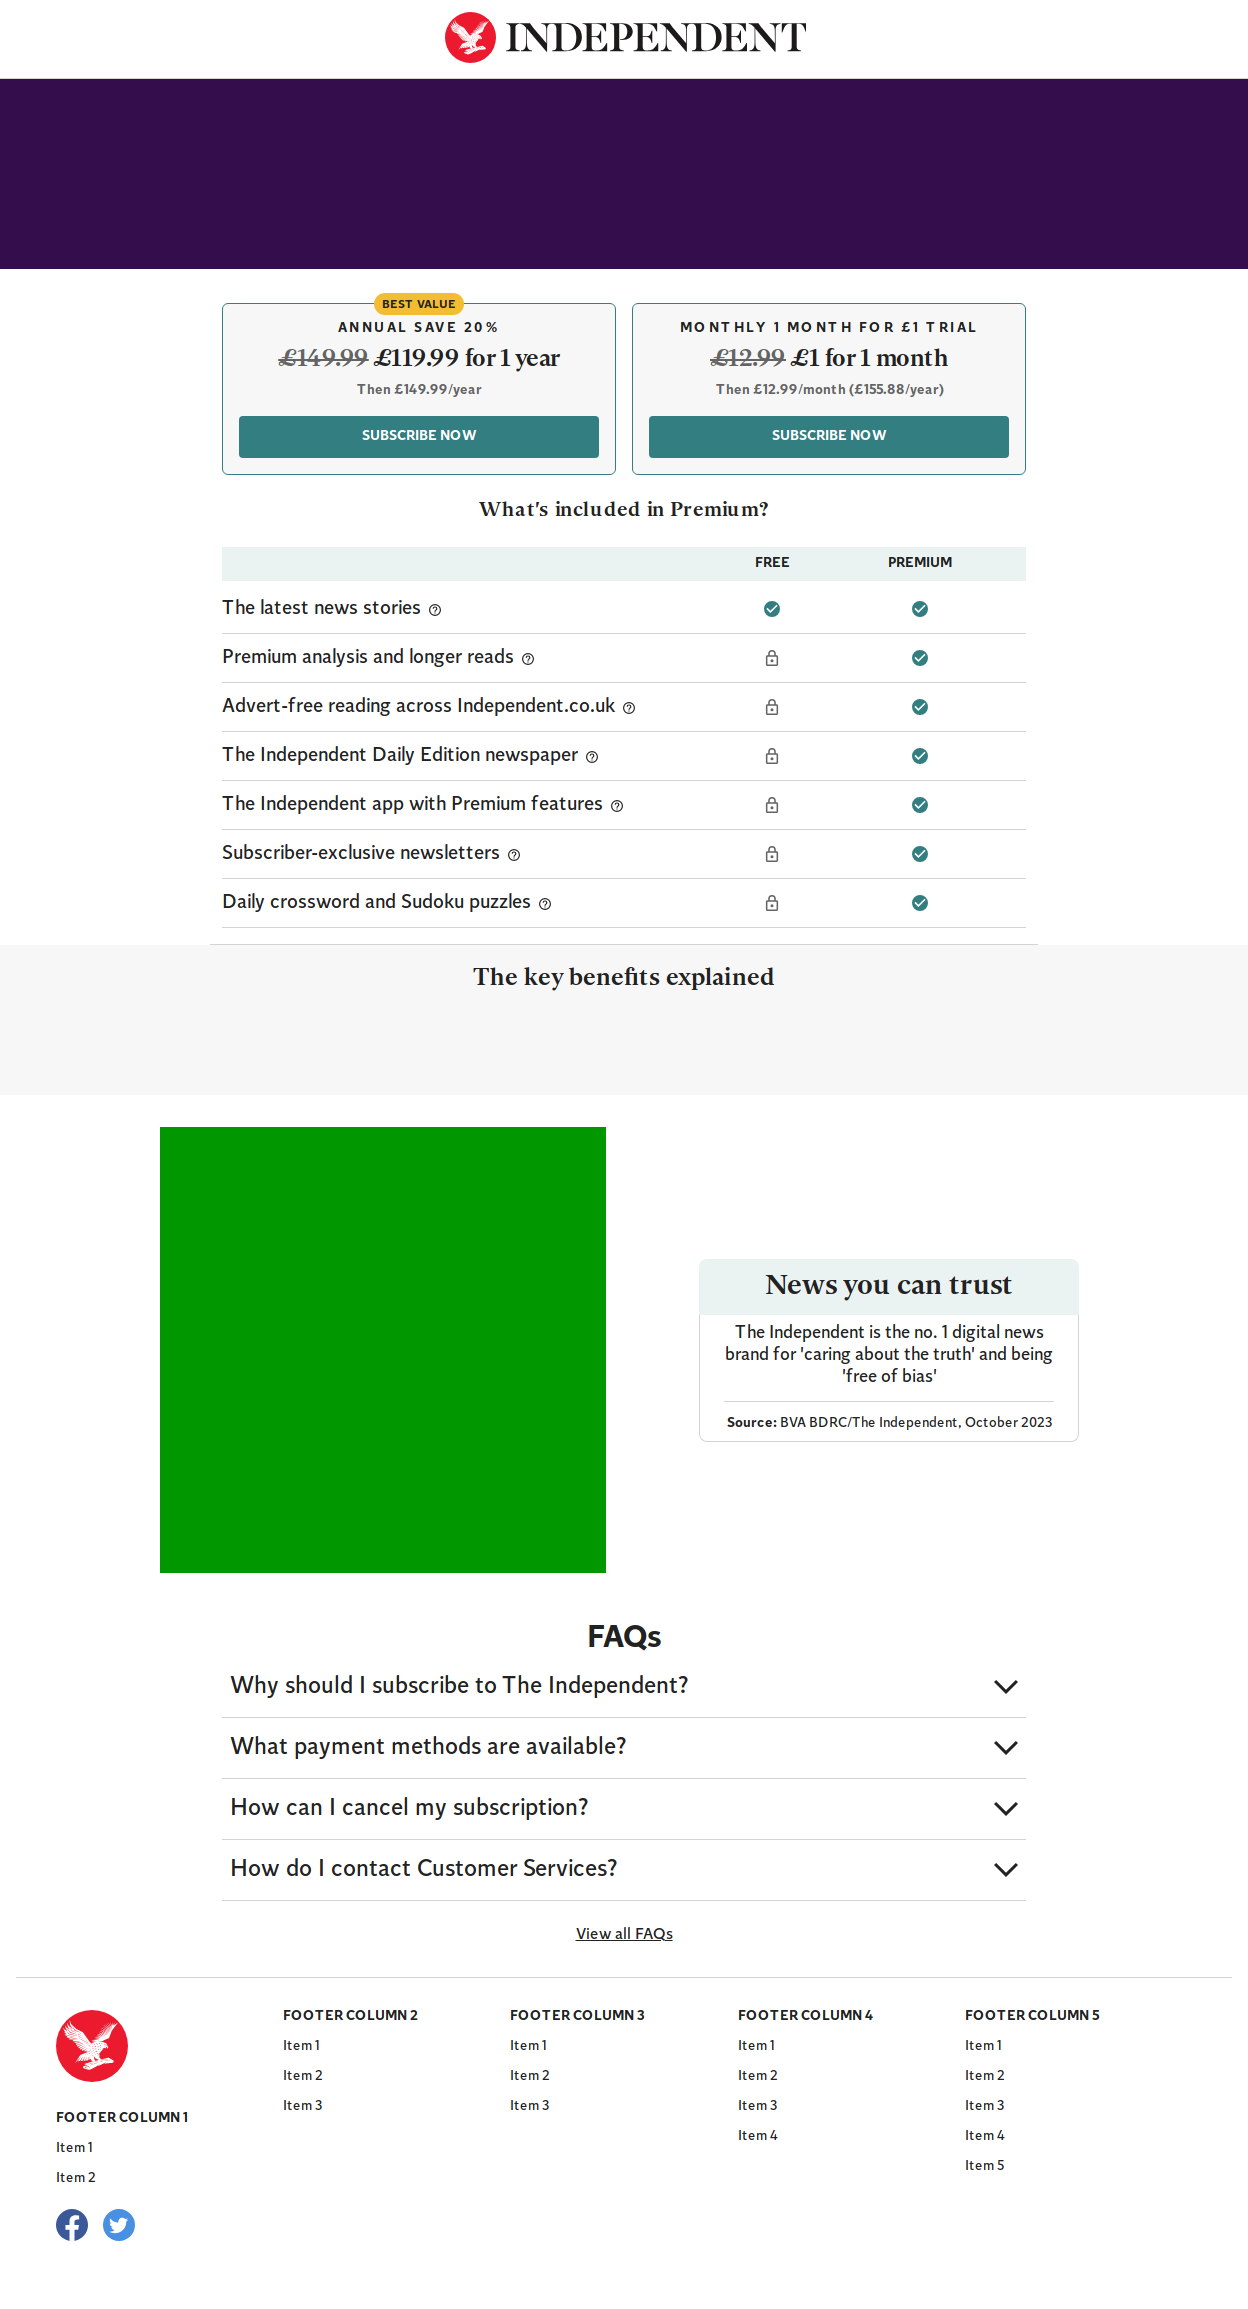 INDEPENDENT
BEST VALUE
ANNUAL SAVE 20%
£149.99 £119.99 for 1 year
Then £149.99/year
SUBSCRIBE NOW
MONTHLY 1 MONTH FOR £1 TRIAL
£12.99 £1 for 1 month
Then £12.99/month (£155.88/year)
SUBSCRIBE NOW
What's included in Premium?
FREE PREMIUM
The latest news stories
Premium analysis and longer reads
Advert-free reading across Independent.co.uk
The Independent Daily Edition newspaper
The Independent app with Premium features
Subscriber-exclusive newsletters
Daily crossword and Sudoku puzzles
The key benefits explained
News you can trust
The Independent is the no. 1 digital news
brand for 'caring about the truth' and being
'free of bias'
Source: BVA BDRC/The Independent, October 2023
FAQs
Why should I subscribe to The Independent?
What payment methods are available?
How can I cancel my subscription?
How do I contact Customer Services?
View all FAQs
FOOTER COLUMN 1
Item 1
Item 2
FOOTER COLUMN 2
Item 1
Item 2
Item 3
FOOTER COLUMN 3
Item 1
Item 2
Item 3
FOOTER COLUMN 4
Item 1
Item 2
Item 3
Item 4
FOOTER COLUMN 5
Item 1
Item 2
Item 3
Item 4
Item 5